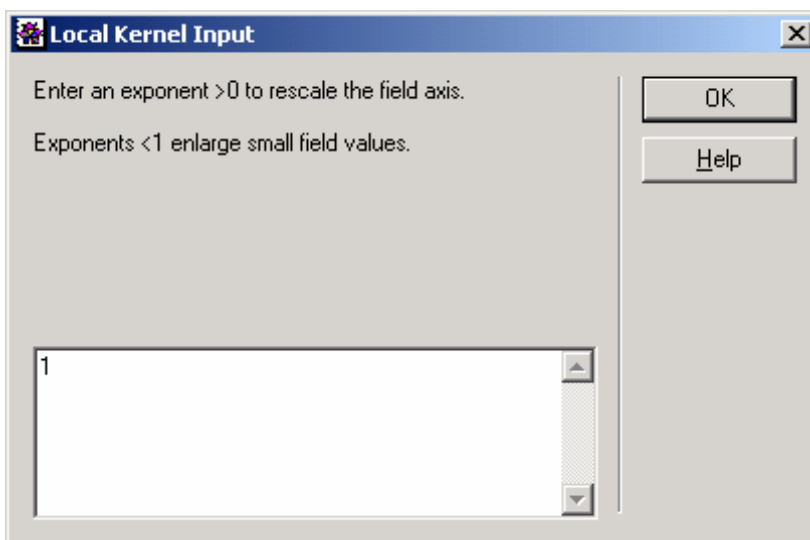 Local Kernel Input
Enter an exponent >0 to rescale the field axis.
Exponents <1 enlarge small field values.
OK
Help
1